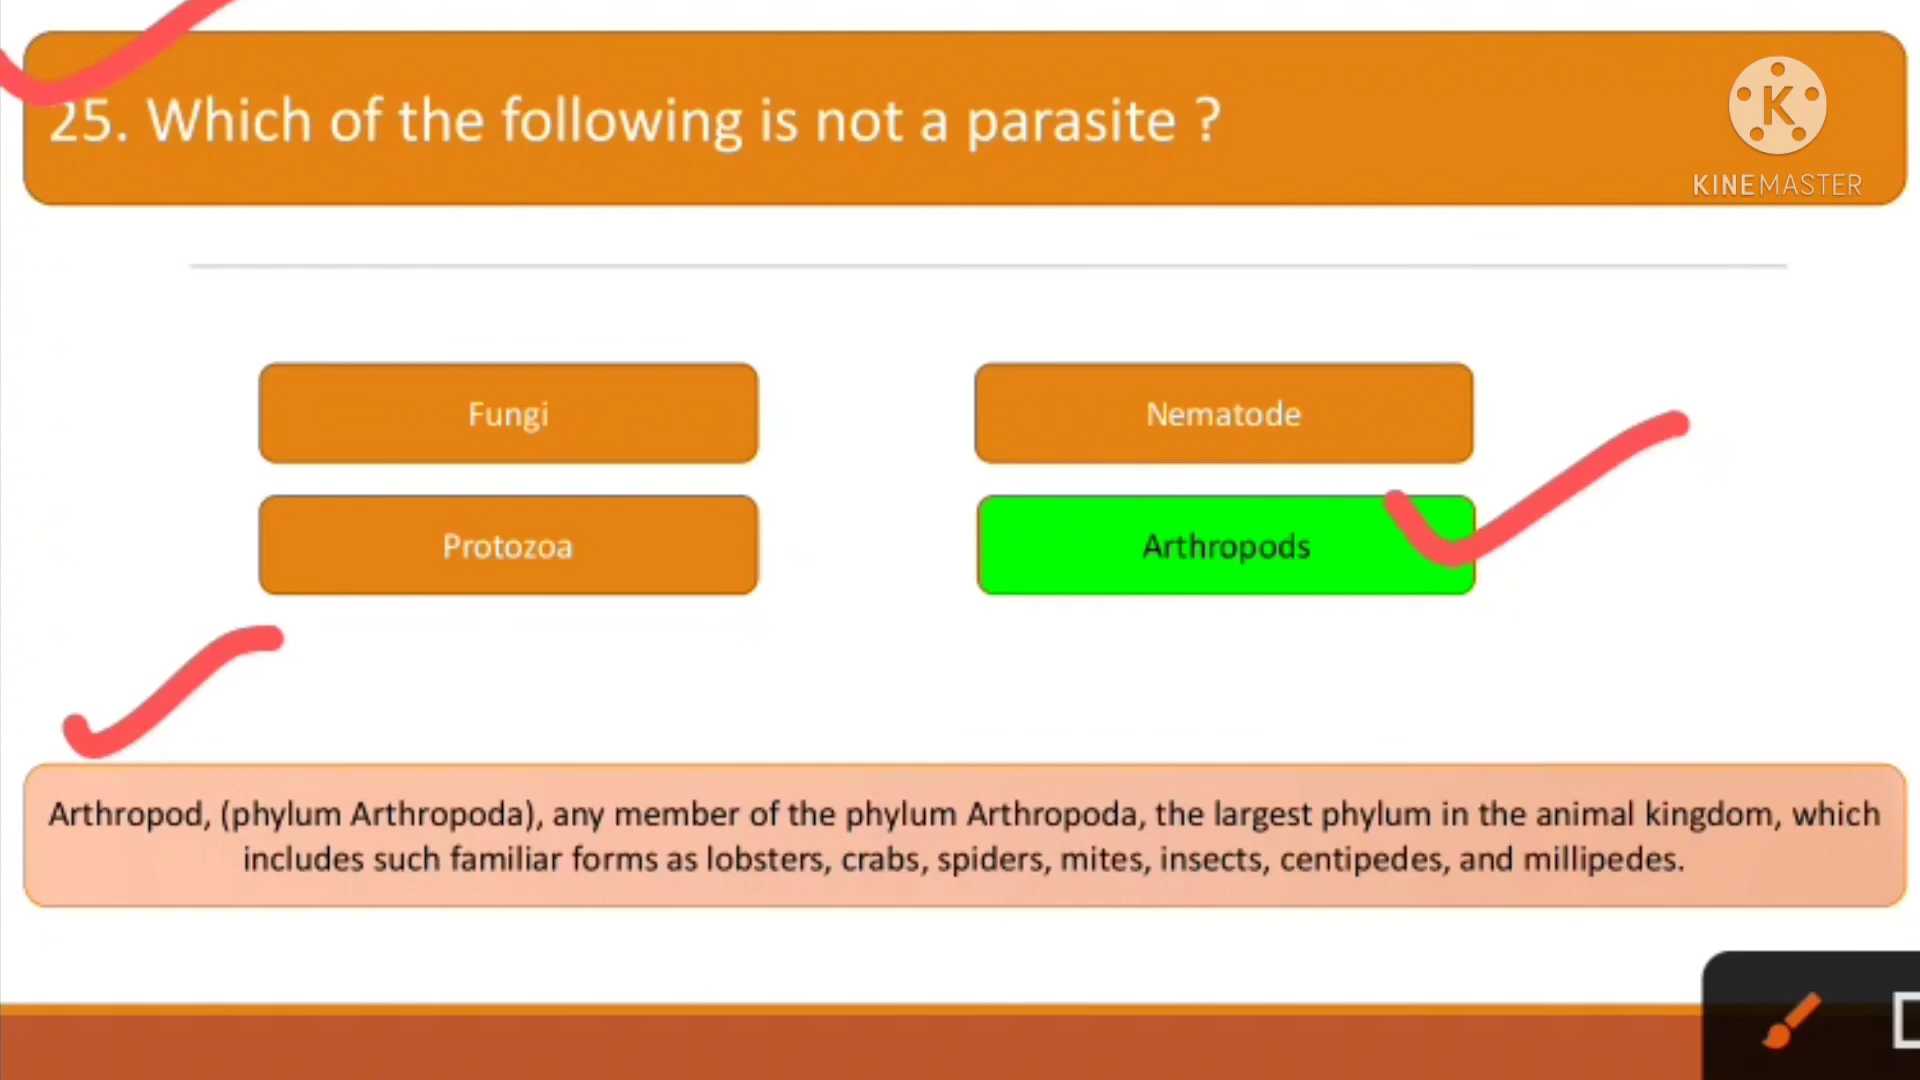 25. Which of the following is not a parasite ?
KINEMASTER
Fungi
Nematode
Protozoa
Arthropods
Arthropod, (phylum Arthropoda), any member of the phylum Arthropoda, the largest phylum in the animal kingdom, which
includes such familiar forms as lobsters, crabs, spiders, mites, insects, centipedes, and millipedes.